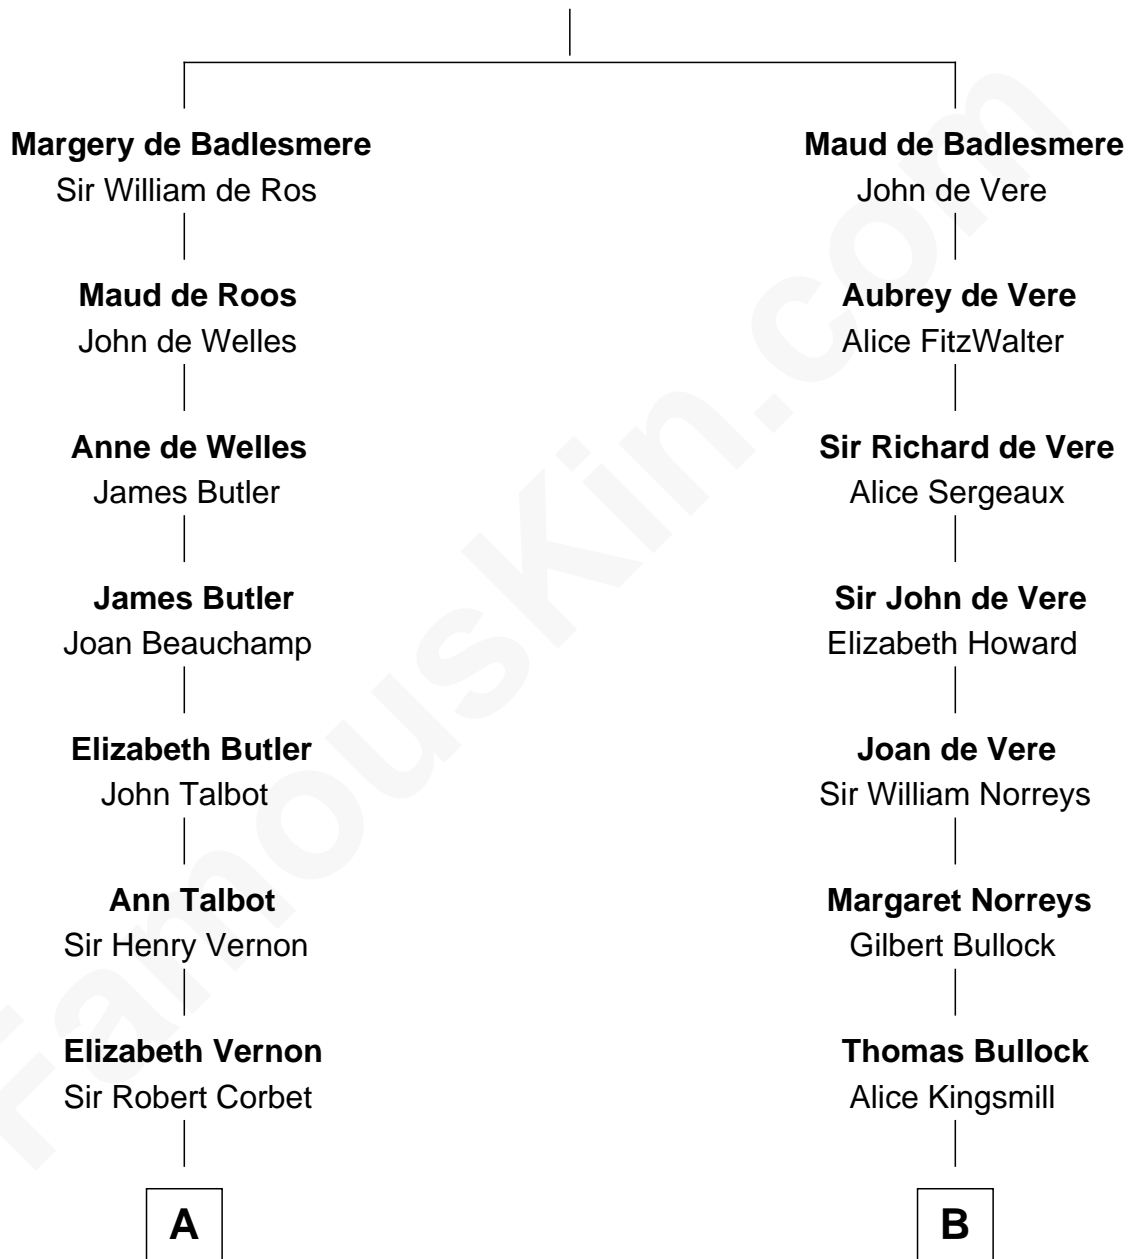 Margery de Badlesmere
Sir William de Ros
Maud de Roos
John de Welles
Anne de Welles
James Butler
James Butler
Joan Beauchamp
Elizabeth Butler
John Talbot
Ann Talbot
Sir Henry Vernon
Elizabeth Vernon
Sir Robert Corbet
A
Maud de Badlesmere
John de Vere
Aubrey de Vere
Alice FitzWalter
Sir Richard de Vere
Alice Sergeaux
Sir John de Vere
Elizabeth Howard
Joan de Vere
Sir William Norreys
Margaret Norreys
Gilbert Bullock
Thomas Bullock
Alice Kingsmill
B
FamousKin.com